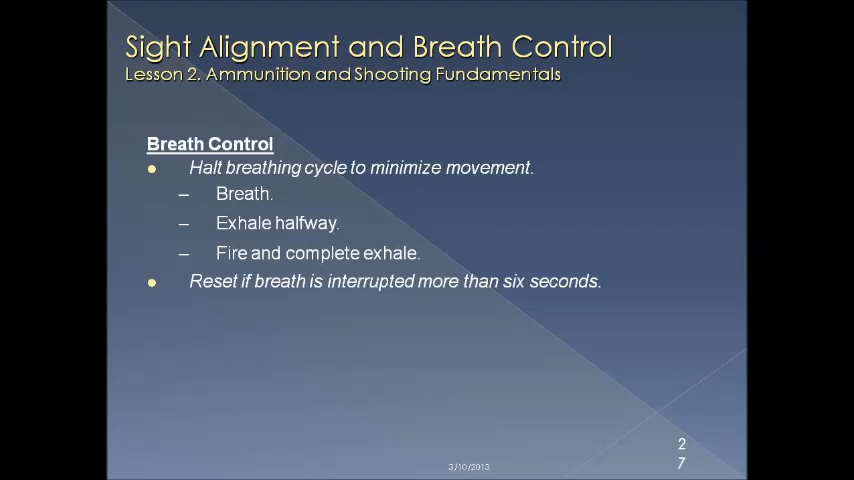 Sight Alignment and Breath Control
Lesson 2. Ammunition and Shooting Fundamentals
Breath Control
● Halt breathing cycle to minimize movement.
– Breath.
– Exhale halfway.
– Fire and complete exhale.
● Reset if breath is interrupted more than six seconds.
3/10/2013
2
7